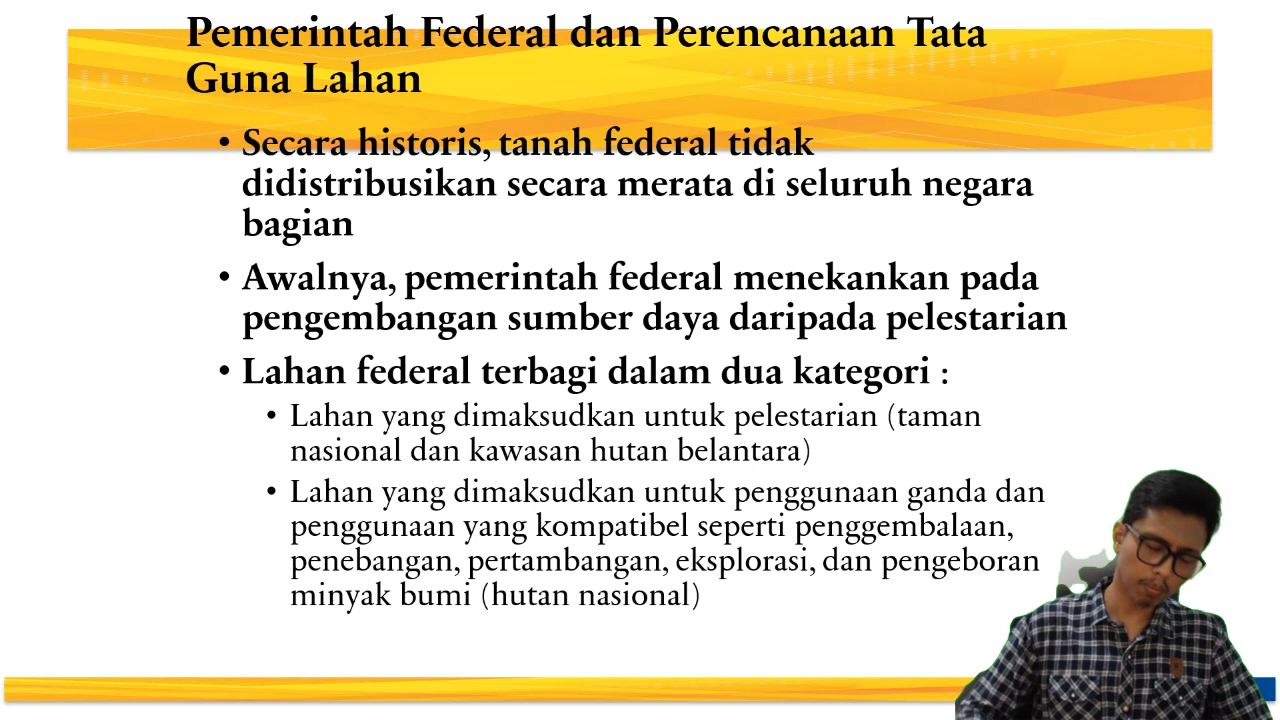 Pemerintah Federal dan Perencanaan Tata
Guna Lahan
• Secara historis, tanah federal tidak
didistribusikan secara merata di seluruh negara
bagian
• Awalnya, pemerintah federal menekankan pada
pengembangan sumber daya daripada pelestarian
• Lahan federal terbagi dalam dua kategori :
• Lahan yang dimaksudkan untuk pelestarian (taman
nasional dan kawasan hutan belantara)
• Lahan yang dimaksudkan untuk penggunaan ganda dan
penggunaan yang kompatibel seperti penggembalaan,
penebangan, pertambangan, eksplorasi, dan pengeboran
minyak bumi (hutan nasional)